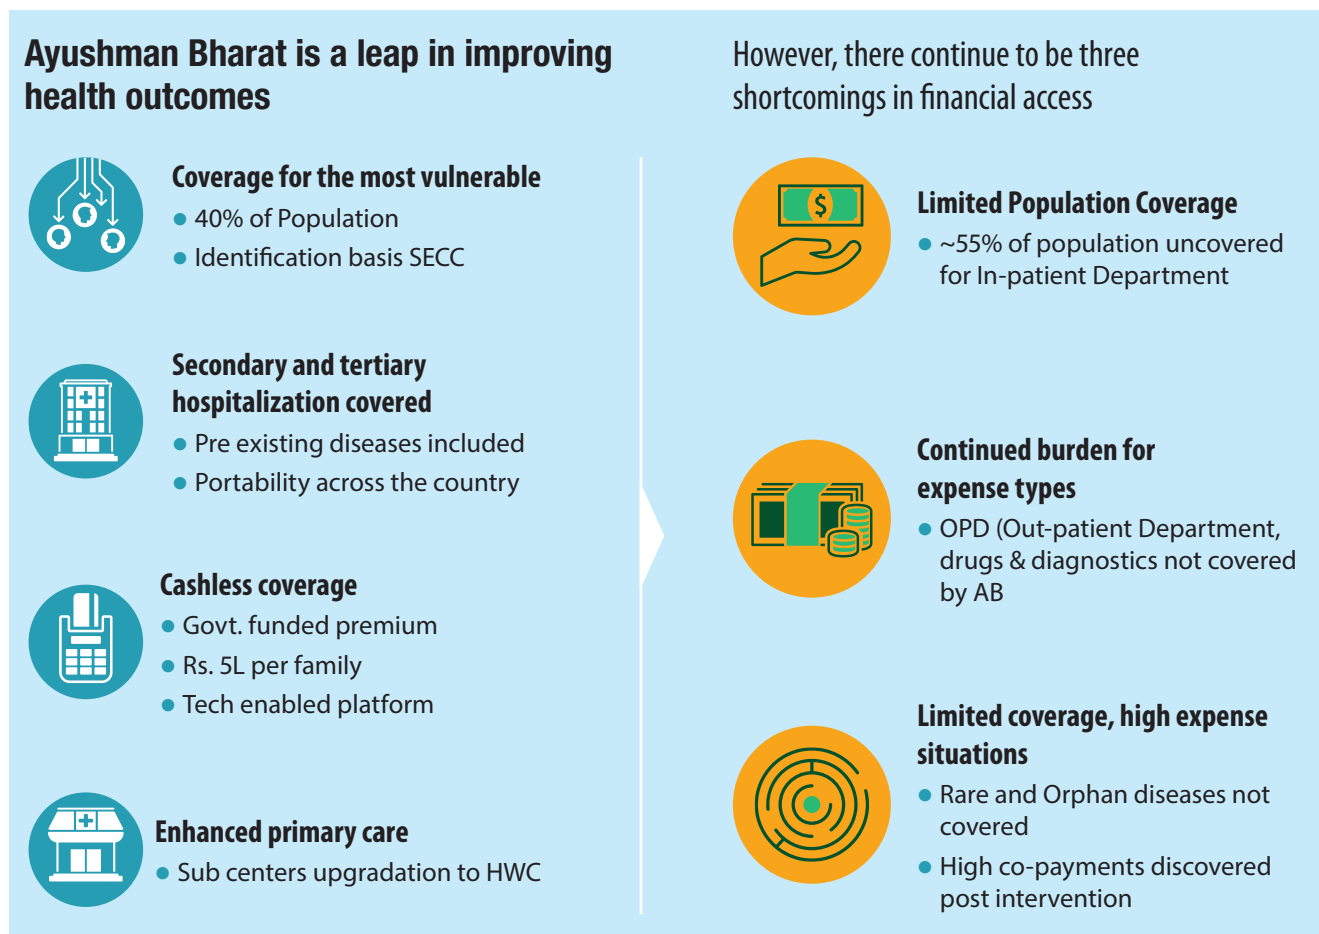 Ayushman Bharat is a leap in improving
health outcomes
Coverage for the most vulnerable
● 40% of Population
● Identification basis SECC
Secondary and tertiary
hospitalization covered
● Pre existing diseases included
● Portability across the country
Cashless coverage
● Govt. funded premium
● Rs. 5L per family
● Tech enabled platform
Enhanced primary care
● Sub centers upgradation to HWC
However, there continue to be three
shortcomings in financial access
$
Limited Population Coverage
● ~55% of population uncovered
for In-patient Department
Continued burden for
expense types
● OPD (Out-patient Department,
drugs & diagnostics not covered
by AB
Limited coverage, high expense
situations
● Rare and Orphan diseases not
covered
● High co-payments discovered
post intervention